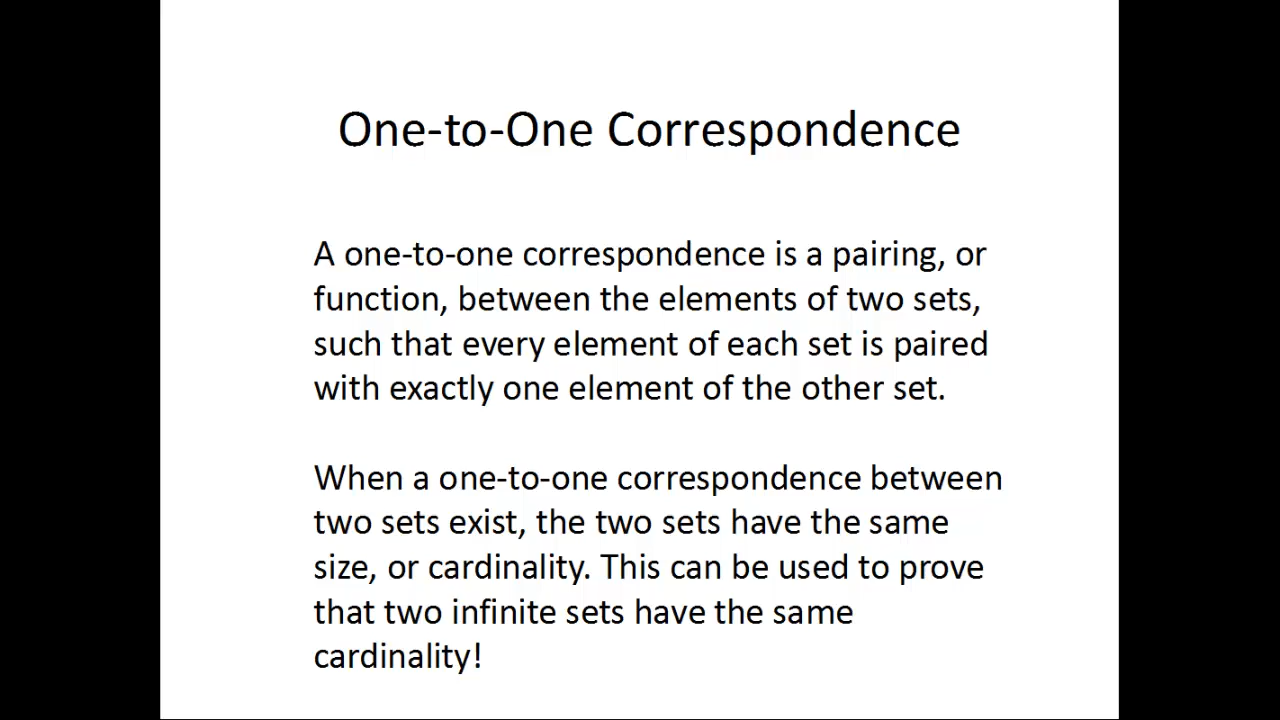 One-to-One Correspondence
A one-to-one correspondence is a pairing, or
function, between the elements of two sets,
such that every element of each set is paired
with exactly one element of the other set.
When a one-to-one correspondence between
two sets exist, the two sets have the same
size, or cardinality. This can be used to prove
that two infinite sets have the same
cardinality!